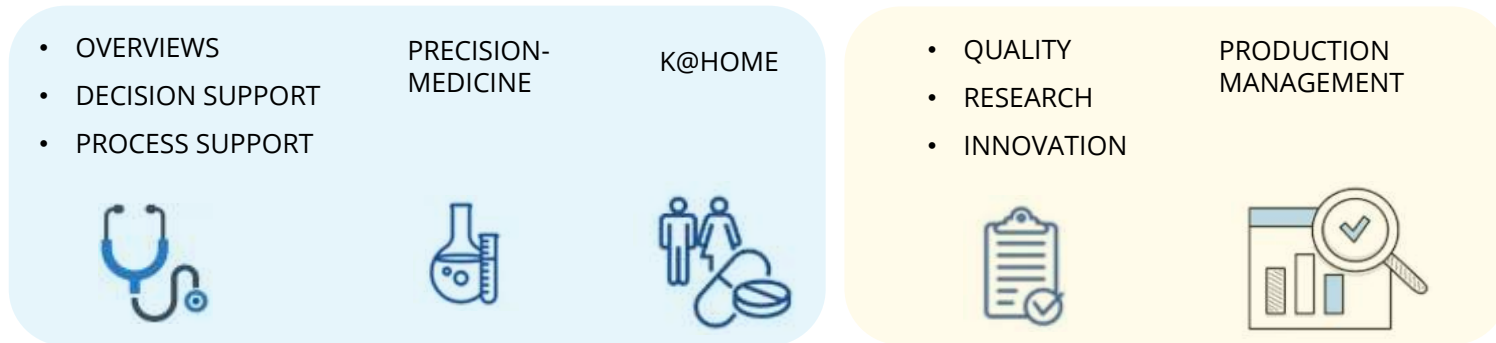 • OVERVIEWS
• DECISION SUPPORT
• PROCESS SUPPORT
PRECISION-
MEDICINE
K@HOME
• QUALITY
• RESEARCH
• INNOVATION
PRODUCTION
MANAGEMENT